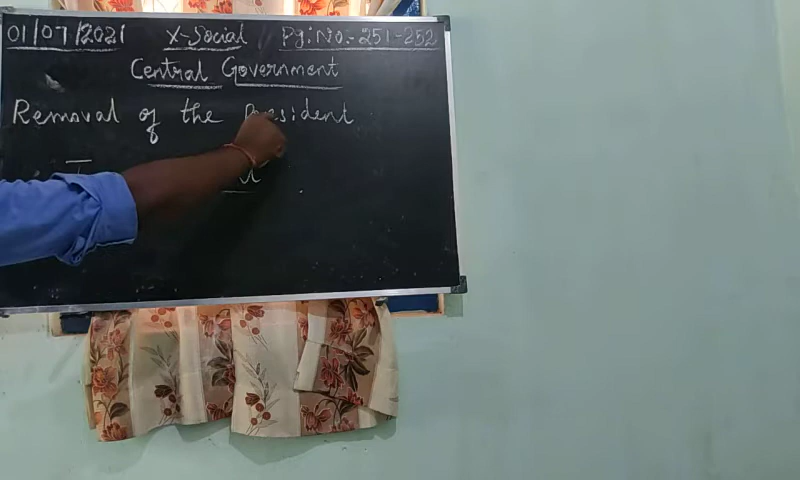 01/07/2021 X-Social Pg: No:- 251-252
Central Government
Removal of the President